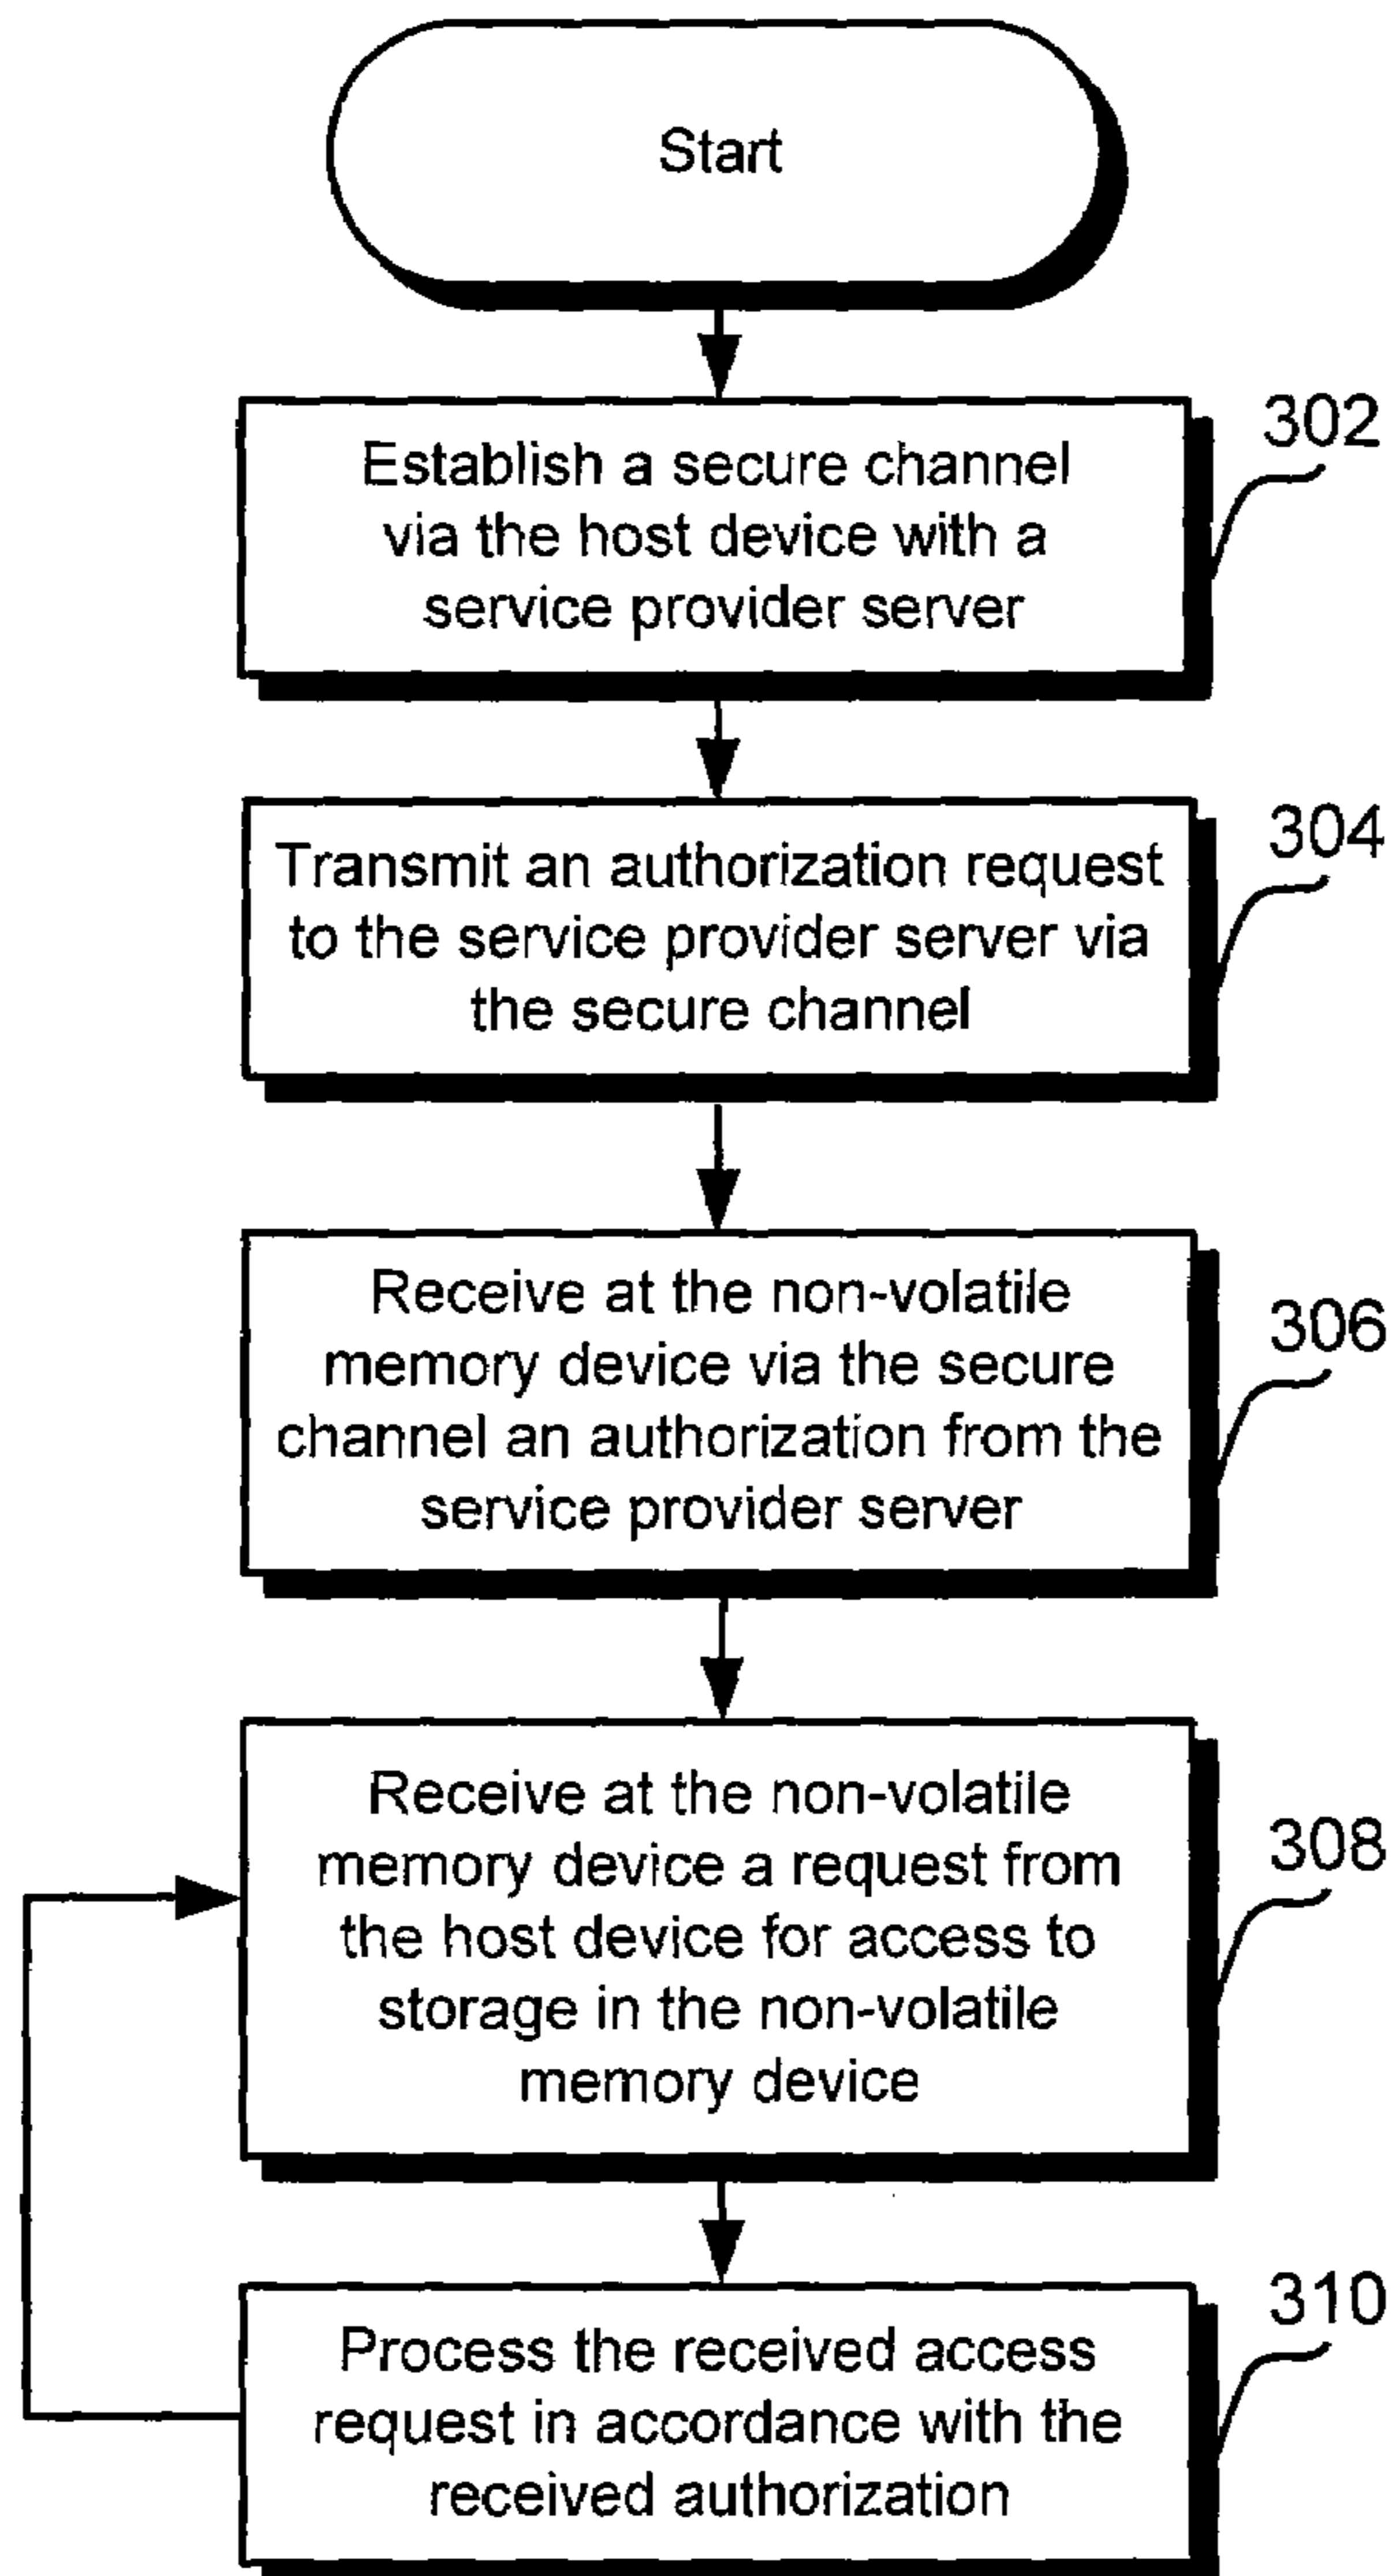 Start
302
Establish a secure channel
via the host device with a
service provider server
304
Transmit an authorization request
to the service provider server via
the secure channel
306
Receive at the non-volatile
memory device via the secure
channel an authorization from the
service provider server
308
Receive at the non-volatile
memory device a request from
the host device for access to
storage in the non-volatile
memory device
310
Process the received access
request in accordance with the
received authorization